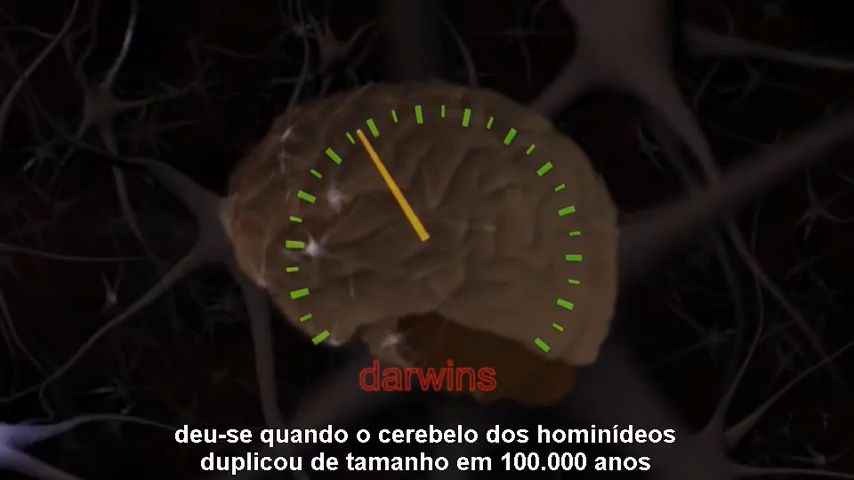 darwins
deu-se quando o cerebelo dos hominídeos
duplicou de tamanho em 100.000 anos